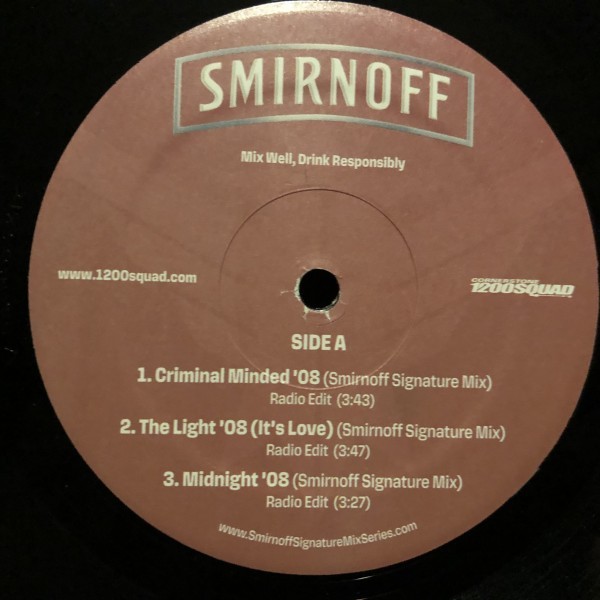 SMIRNOFF
Mix Well, Drink Responsibly
www.1200squad.com
CORNERSTONE
1200SQUAD
SIDE A
1. Criminal Minded '08 (Smirnoff Signature Mix)
Radio Edit (3:43)
2. The Light '08 (It's Love) (Smirnoff Signature Mix)
Radio Edit (3:47)
3. Midnight '08 (Smirnoff Signature Mix)
Radio Edit (3:27)
www.SmirnoffSignatureMixSeries.com